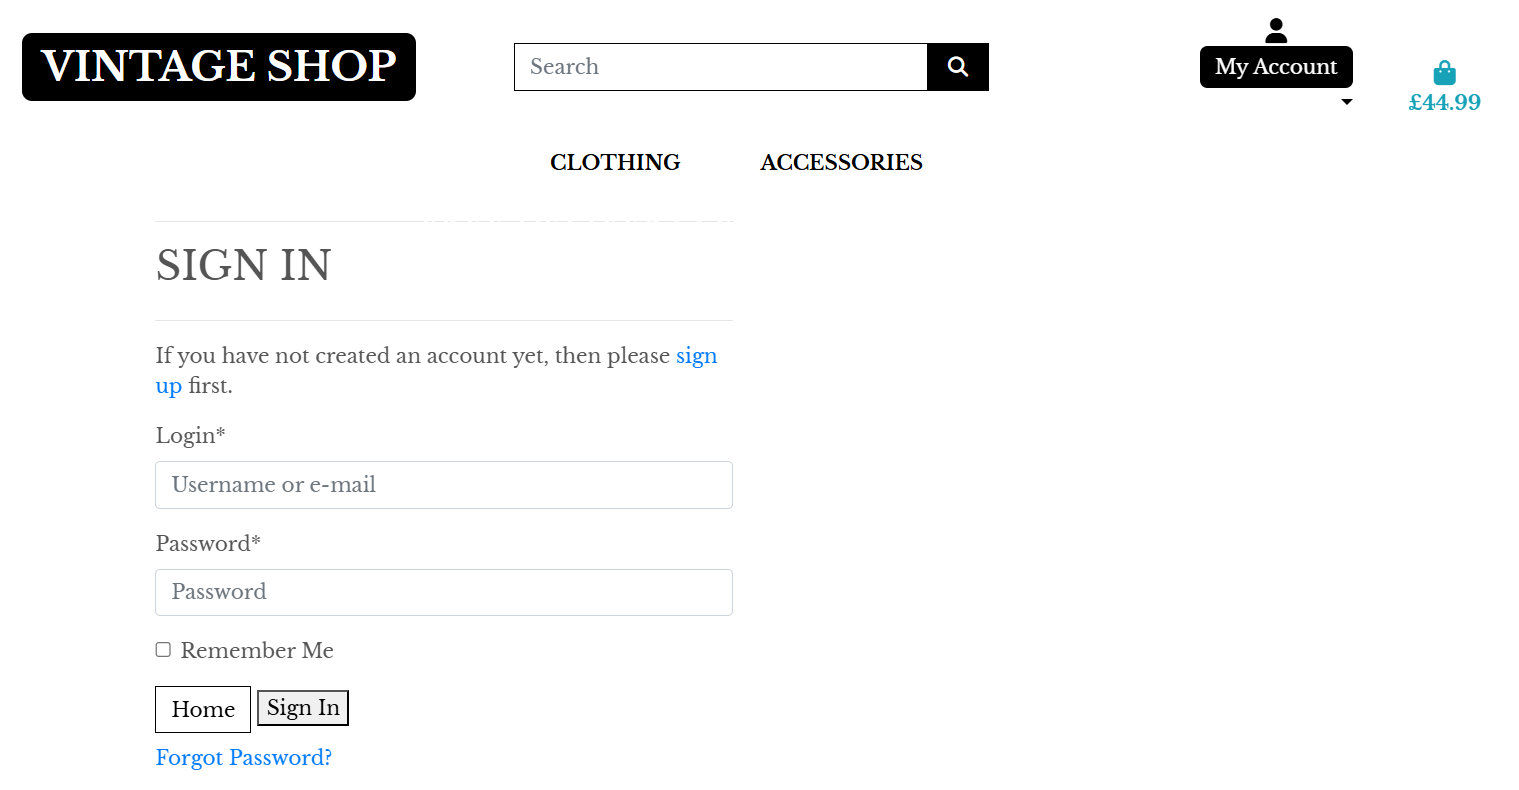 VINTAGE SHOP
Search
My Account
£44.99
CLOTHING ACCESSORIES
SIGN IN
If you have not created an account yet, then please sign
up first.
Login*
Username or e-mail
Password*
Password
Remember Me
Home Sign In
Forgot Password?